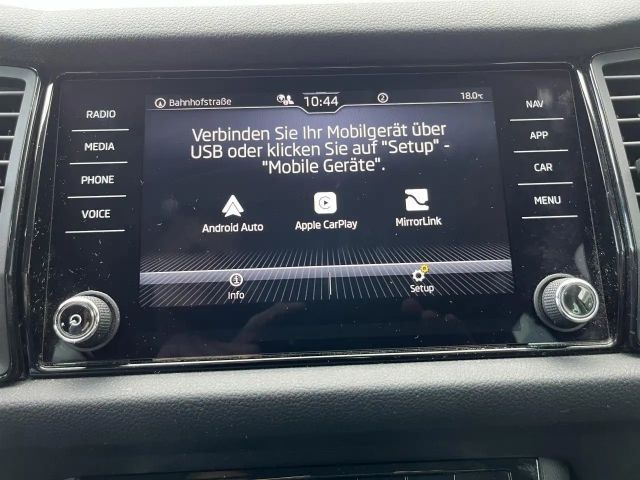 Bahnhofstraße 10:44 2 18.0°C
RADIO
MEDIA
PHONE
VOICE
Verbinden Sie Ihr Mobilgerät über
USB oder klicken Sie auf "Setup" -
"Mobile Geräte".
Android Auto Apple CarPlay MirrorLink
Info Setup
NAV
APP
CAR
MENU